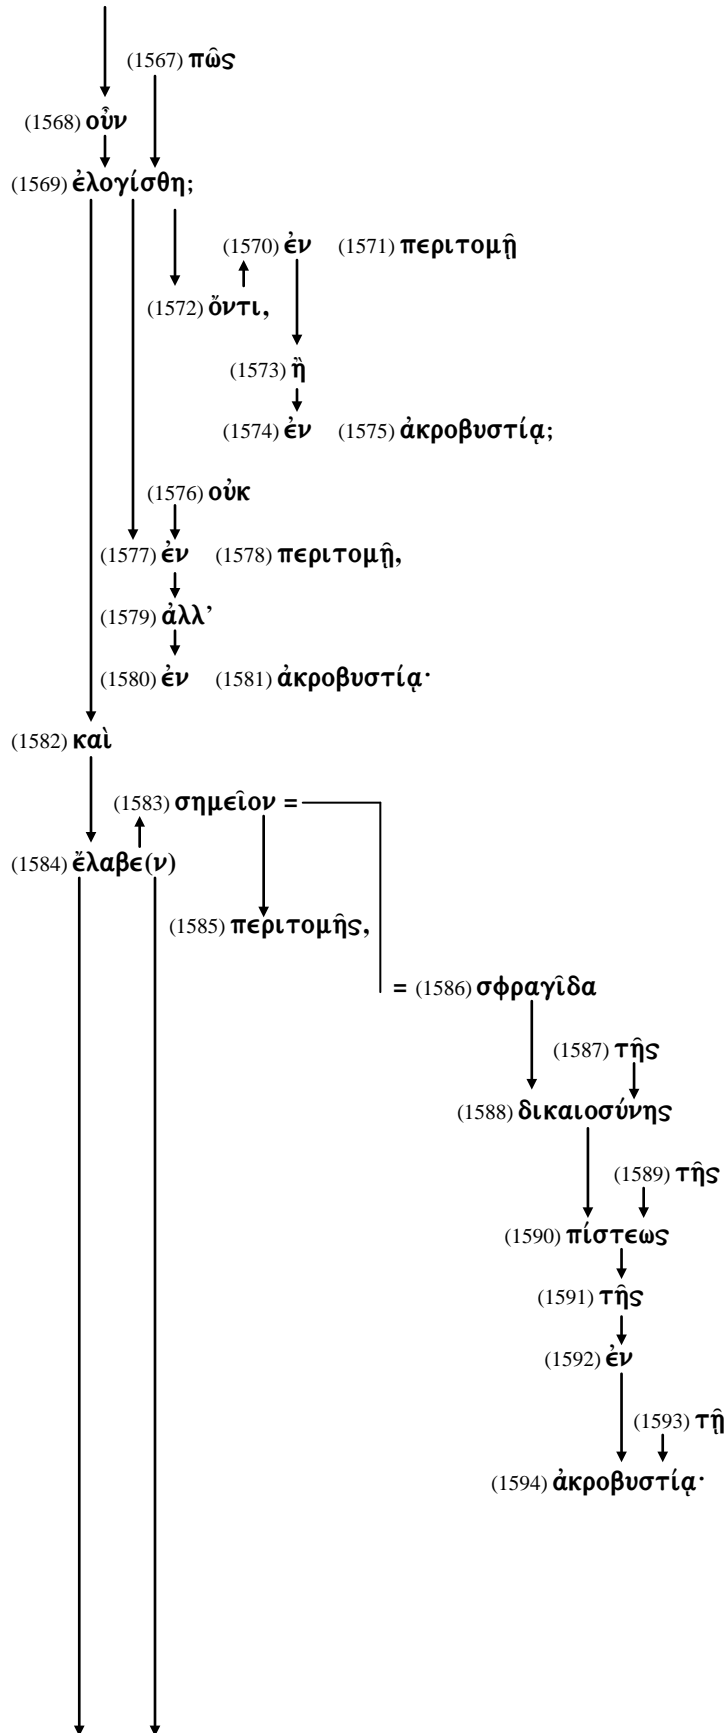 (1567) πῶς
(1568) οὖν
(1569) ἐλογίσθη;
(1570) ἐν (1571) περιτομῇ
(1572) ὄντι,
(1573) ἢ
(1574) ἐν (1575) ἀκροβυστίᾳ;
(1576) οὐκ
(1577) ἐν (1578) περιτομῇ,
(1579) ἀλλ’
(1580) ἐν (1581) ἀκροβυστίᾳ·
(1582) καὶ
(1583) σημεῖον =
(1584) ἔλαβε(ν)
(1585) περιτομῆς,
= (1586) σφραγῖδα
(1587) τῆς
(1588) δικαιοσύνης
(1589) τῆς
(1590) πίστεως
(1591) τῆς
(1592) ἐν
(1593) τῇ
(1594) ἀκροβυστίᾳ·